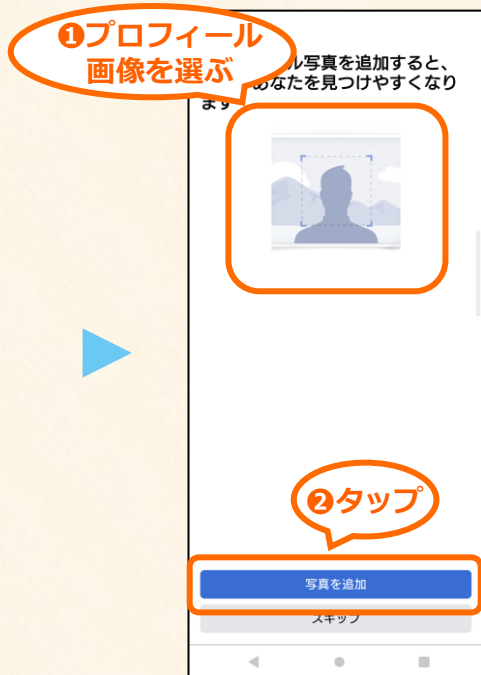 ❶プロフィール
画像を選ぶ
ル写真を追加すると、
あなたを見つけやすくなり
ます
❷タップ
写真を追加
スキップ